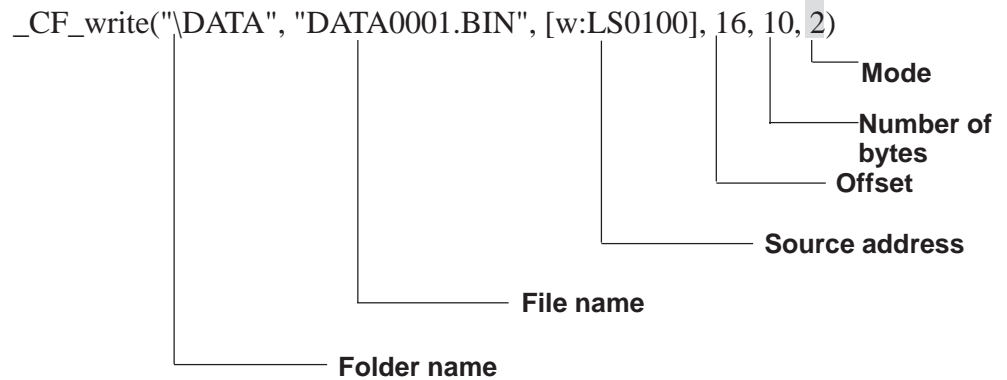 _CF_write("\DATA", "DATA0001.BIN", [w:LS0100], 16, 10, 2)
Mode
Number of
bytes
Offset
Source address
File name
Folder name